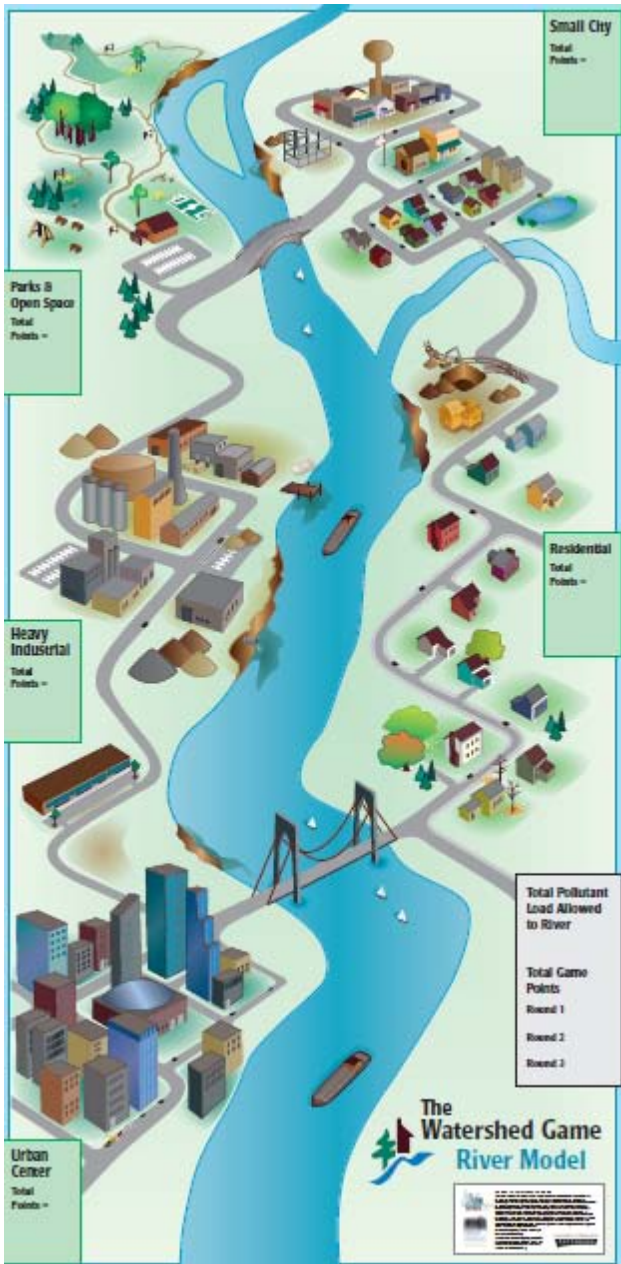 Small City
Total
Points =
Parks &
Open Space
Total
Points =
Residential
Total
Points =
Heavy
Industrial
Total
Points =
Total Pollutant
Load Allowed
to River
Total Game
Points
Round 1
Round 2
Round 3
The
Watershed Game
River Model
Urban
Center
Total
Points =